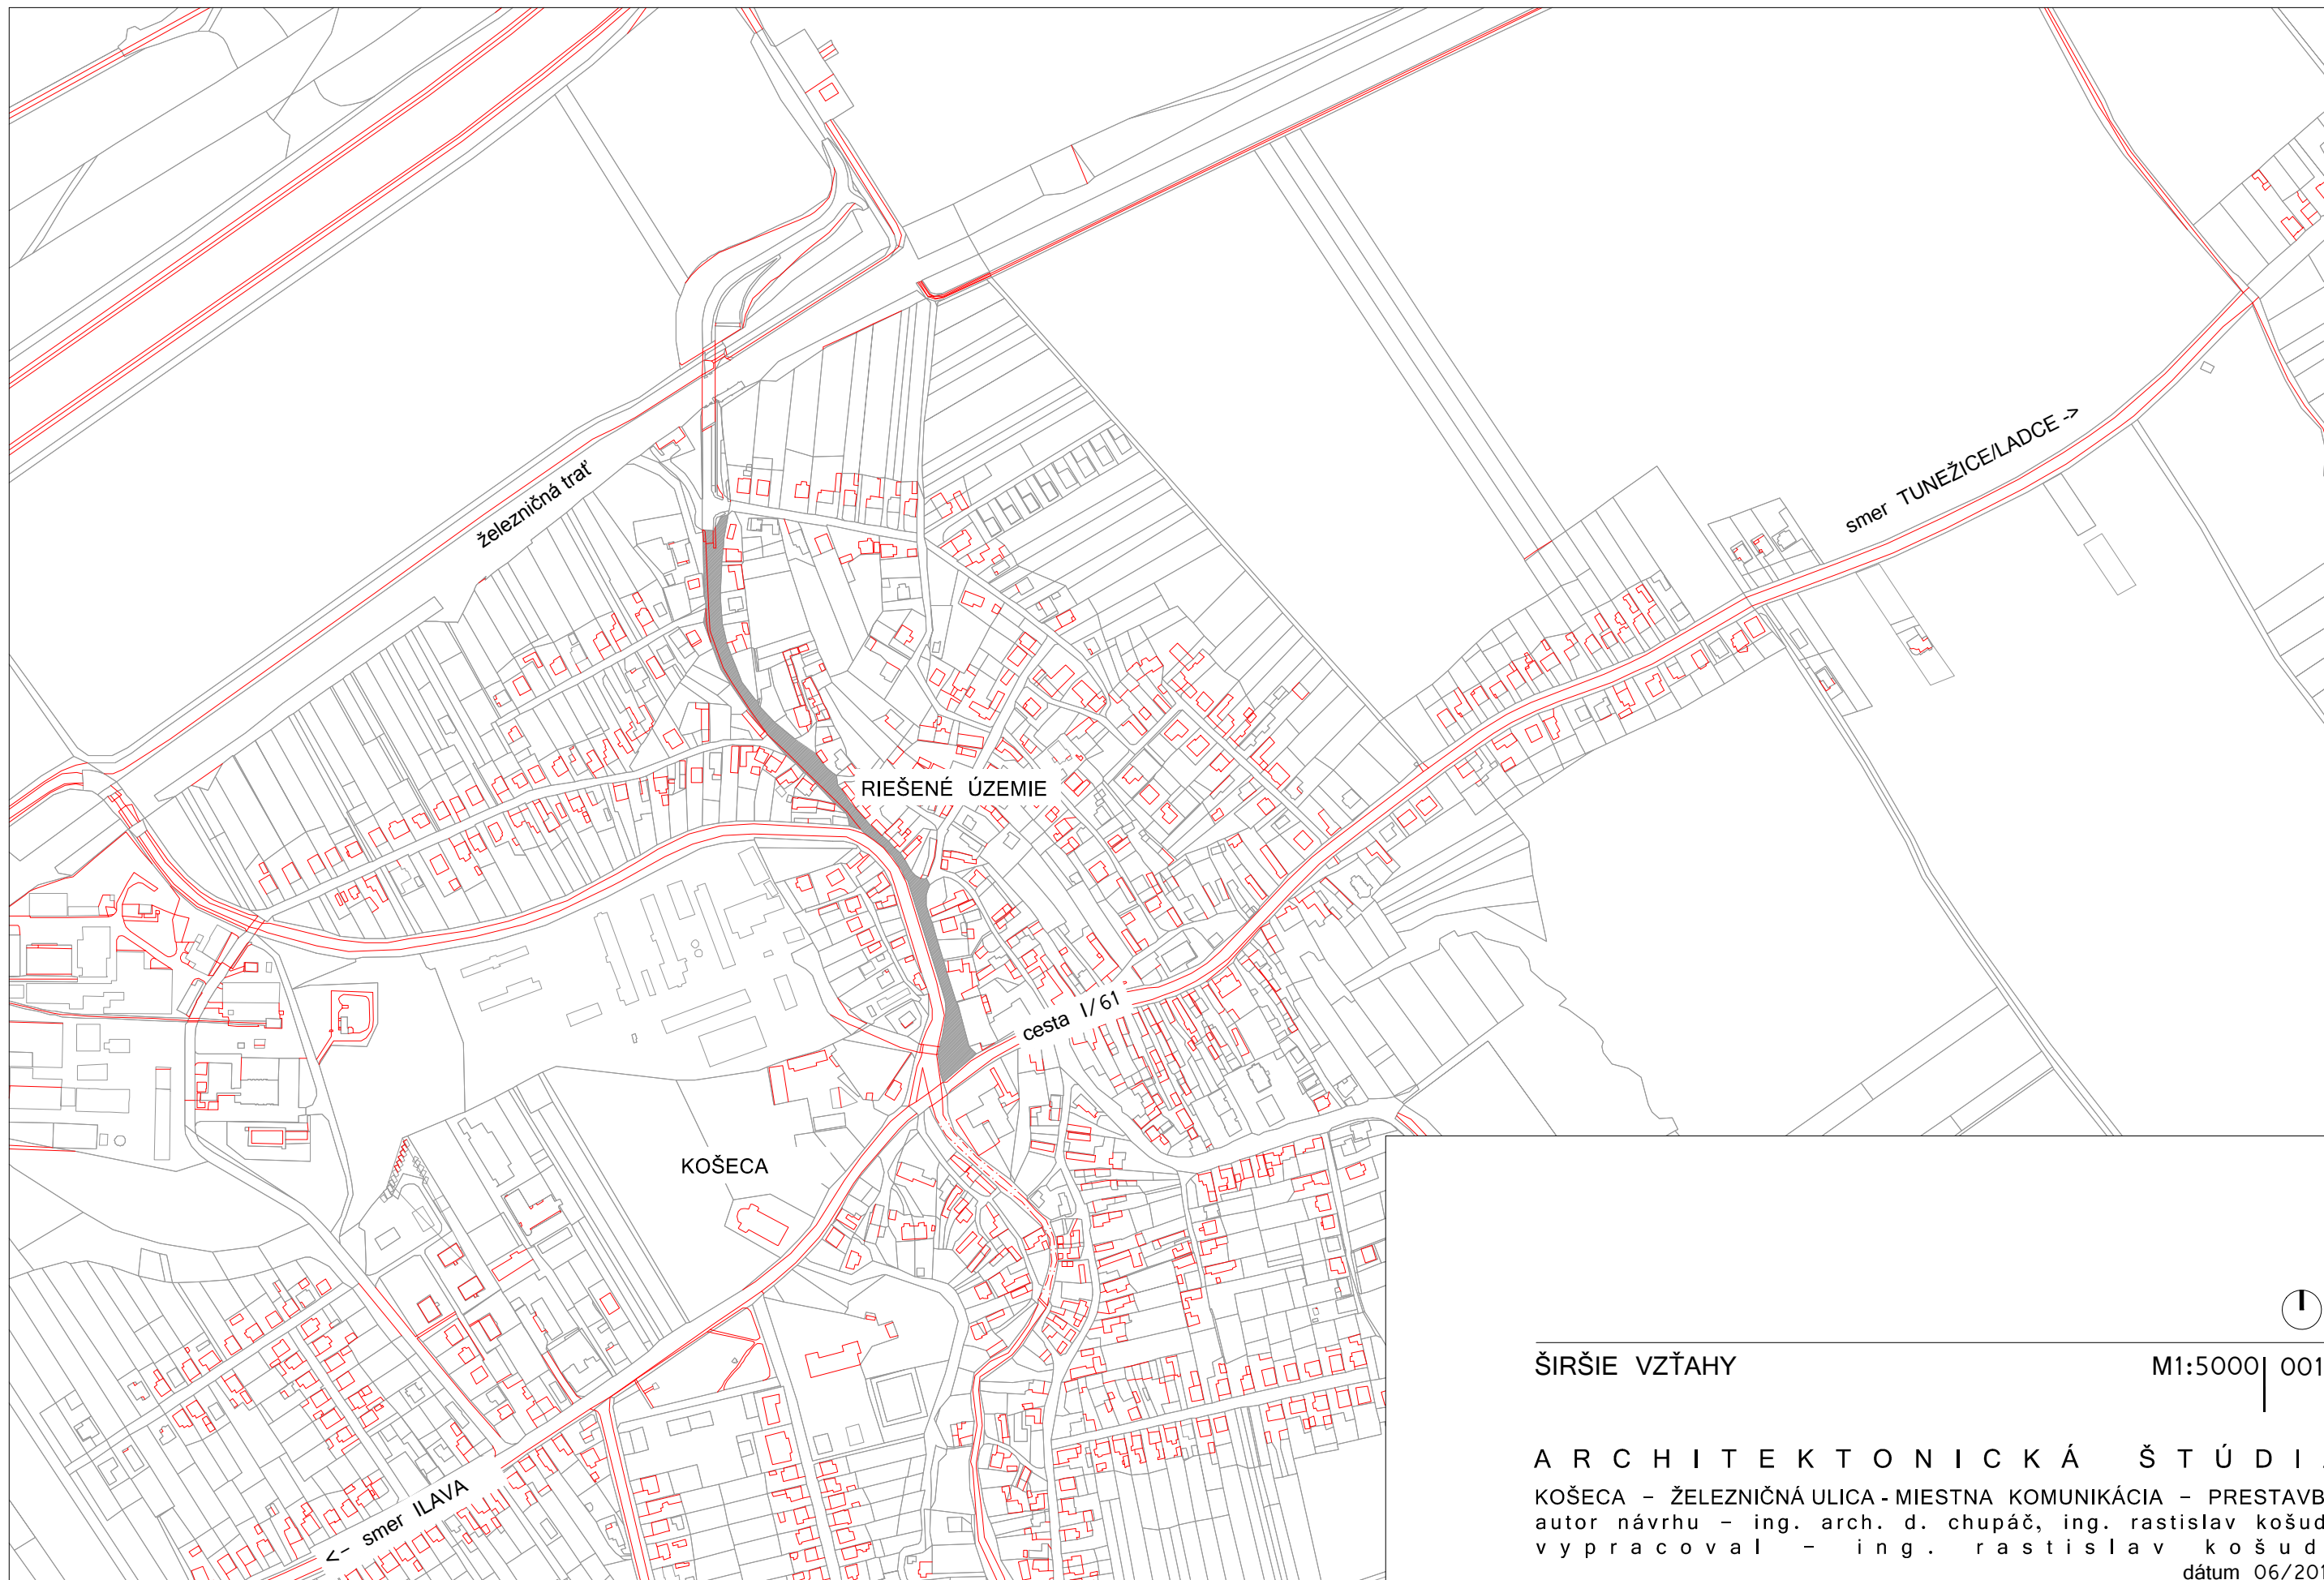 železničná trať
smer TUNEŽICE/LADCE ->
RIEŠENÉ ÚZEMIE
cesta I/61
KOŠECA
<- smer ILAVA
ŠIRŠIE VZŤAHY
M1:5000 001
ARCHITEKTONICKÁ
KOŠECA – ŽELEZNIČNÁ ULICA - MIESTNA KOMUNIKÁCIA –
autor návrhu – ing. arch. d. chupáč, ing. rastislav
vypracoval – ing. rastislav
dátum